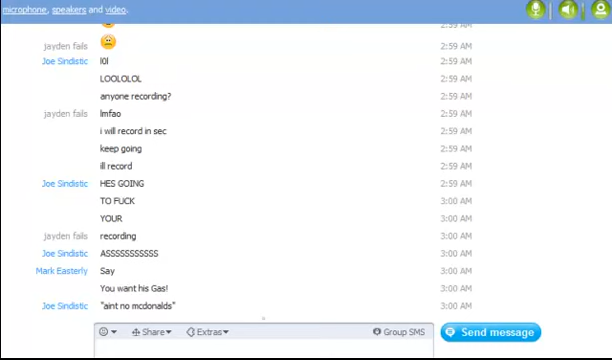 microphone, speakers and video.
2:59 AM
jayden fails 2:59 AM
Joe Sindistic l0l 2:59 AM
LOOLOLOL 2:59 AM
anyone recording? 2:59 AM
jayden fails lmfao 2:59 AM
i will record in sec 2:59 AM
keep going 2:59 AM
ill record 2:59 AM
Joe Sindistic HES GOING 2:59 AM
TO FUCK 3:00 AM
YOUR 3:00 AM
jayden fails recording 3:00 AM
Joe Sindistic ASSSSSSSSSS 3:00 AM
Mark Easterly Say 3:00 AM
You want his Gas! 3:00 AM
Joe Sindistic "aint no mcdonalds" 3:00 AM
Share Extras Group SMS Send message